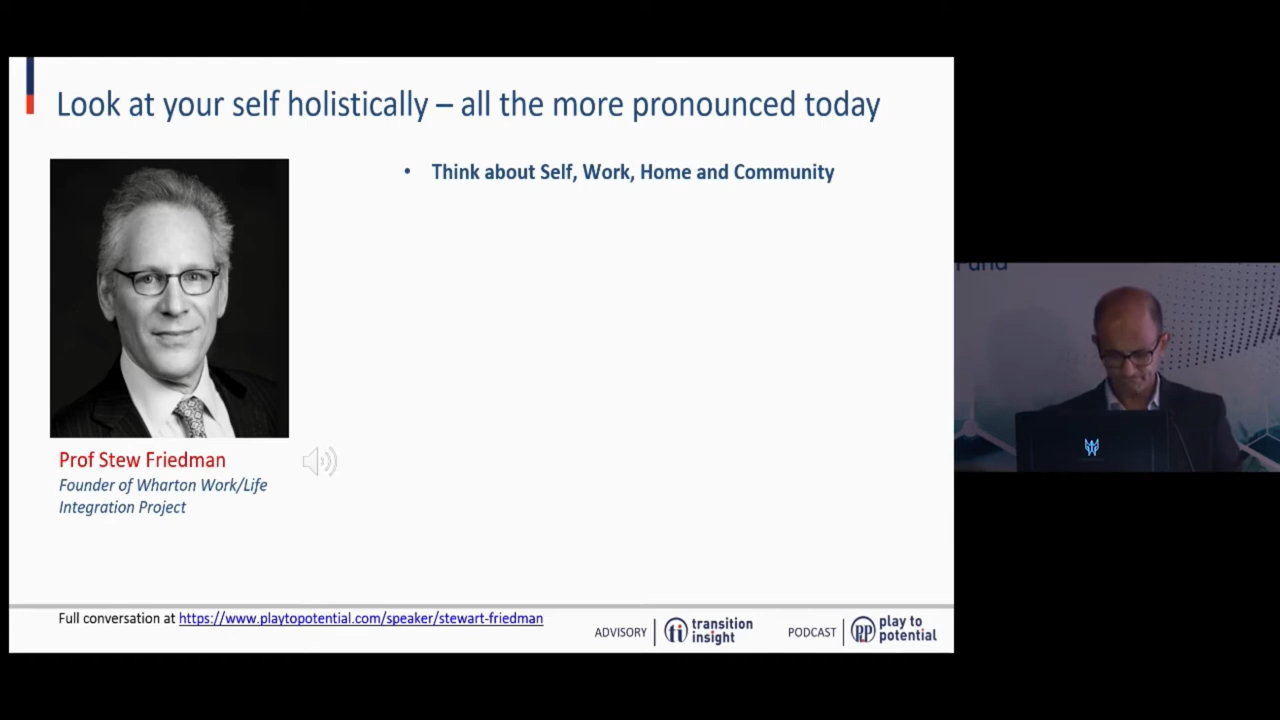 Look at your self holistically – all the more pronounced today
• Think about Self, Work, Home and Community
Prof Stew Friedman
Founder of Wharton Work/Life
Integration Project
Full conversation at https://www.playtopotential.com/speaker/stewart-friedman
ADVISORY
transition
insight
PODCAST
play to
potential